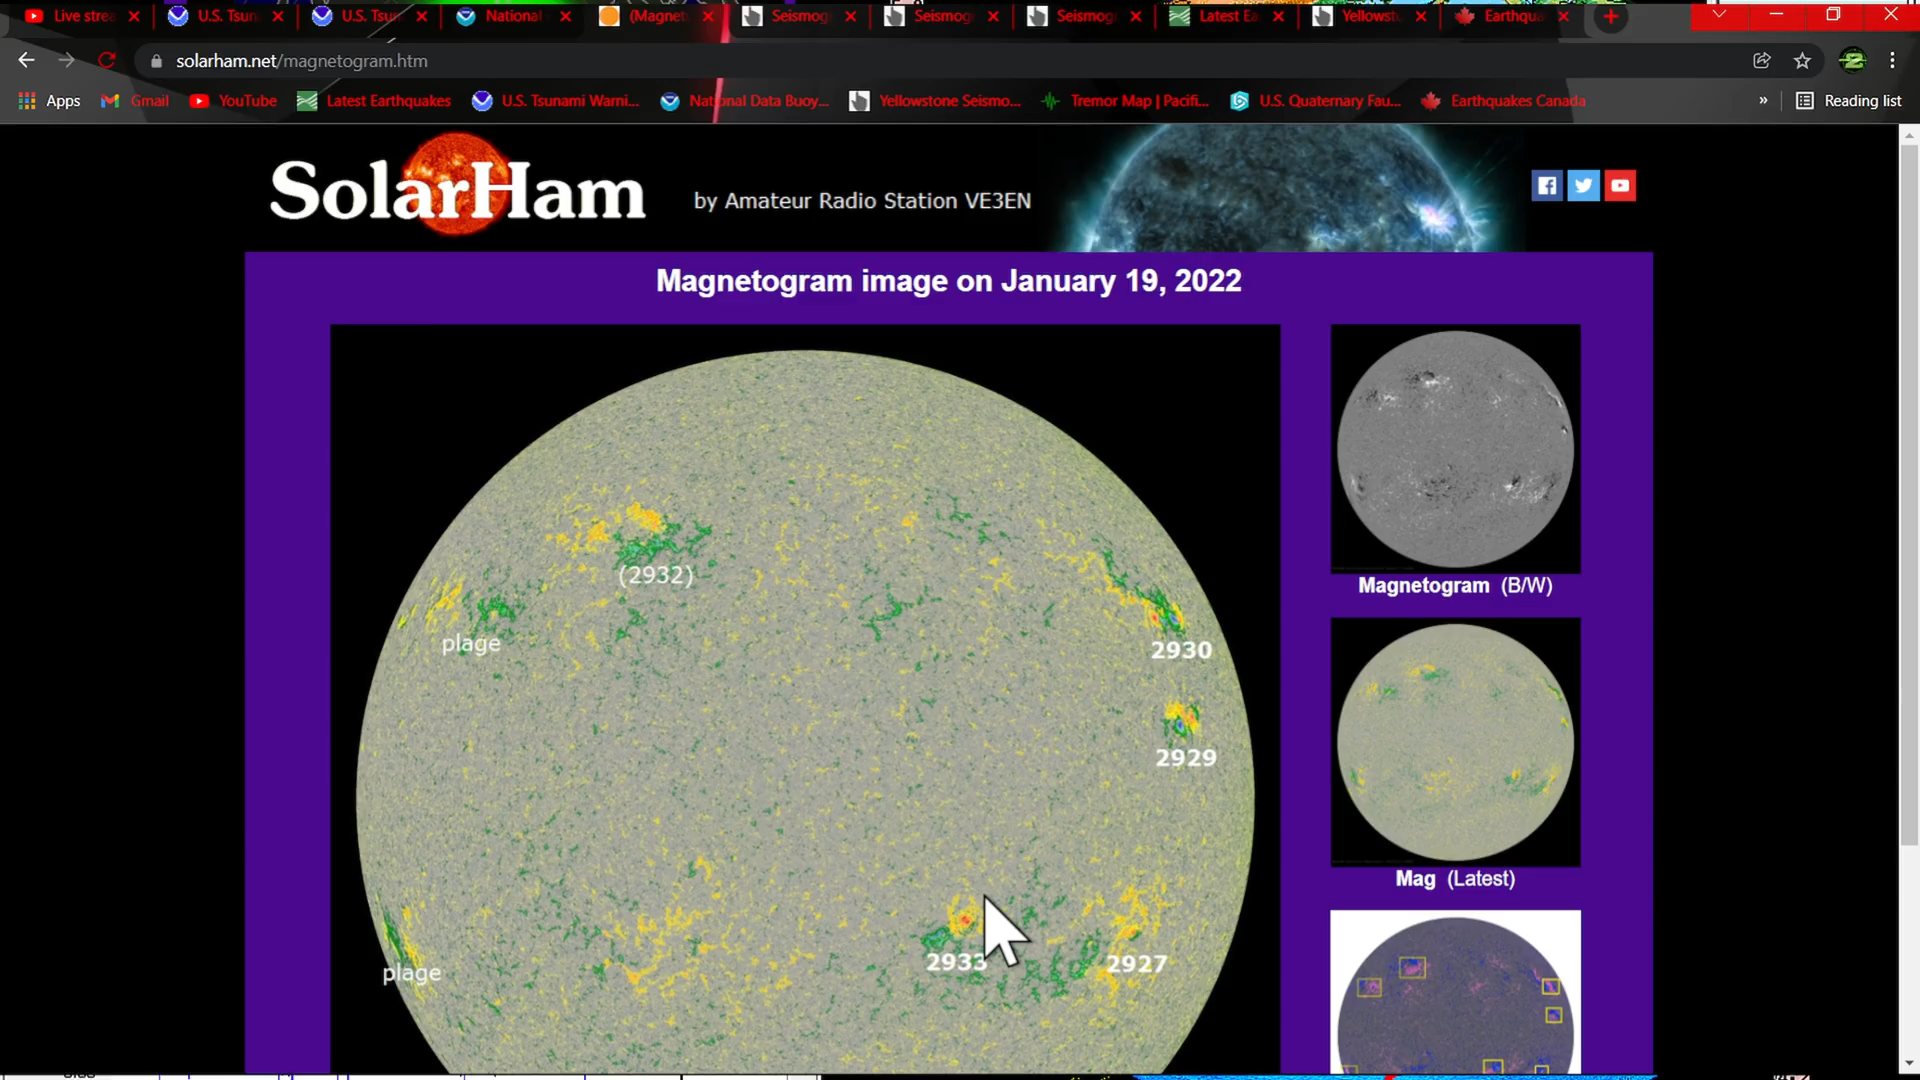 Live strea
U.S. Tsun
U.S. Tsun
National
(Magnet
Seismog
Seismog
Seismog
Latest Ea
Yellowst
Earthqua
solarham.net/magnetogram.htm
Apps
Gmail
YouTube
Latest Earthquakes
U.S. Tsunami Warni...
National Data Buoy...
Yellowstone Seismo...
Tremor Map | Pacifi...
U.S. Quaternary Fau...
Earthquakes Canada
»
Reading list
SolarHam
by Amateur Radio Station VE3EN
Magnetogram image on January 19, 2022
(2932)
plage
2930
2929
2933
2927
plage
Magnetogram (B/W)
Mag (Latest)